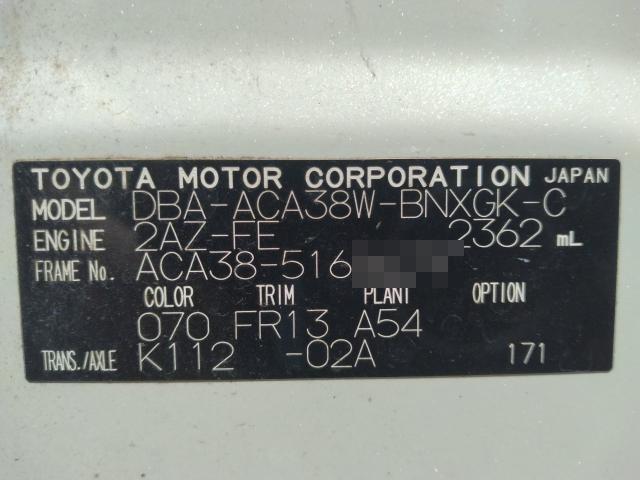 TOYOTA MOTOR CORPORATION JAPAN
MODEL DBA-ACA38W-BNXGK-C
ENGINE 2AZ-FE 2362 mL
FRAME No. ACA38-516
COLOR TRIM PLANT OPTION
070 FR13 A54
TRANS./AXLE K112 -02A 171